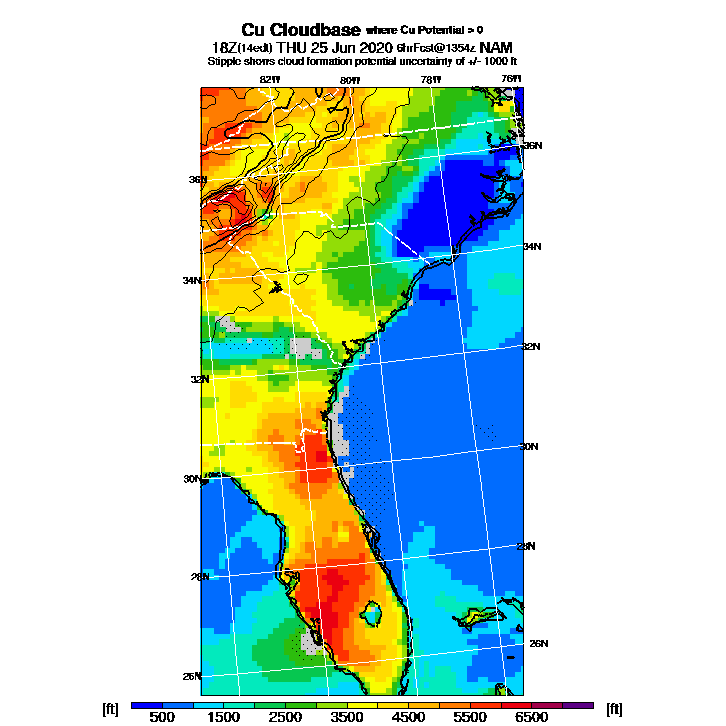 Cu Cloudbase where Cu Potential > 0
18Z(14edt) THU 25 Jun 2020 6hrFcst@1354z NAM
Stipple shows cloud formation potential uncertainty of +/- 1000 ft
82W 80W 78W 76W
36N
36N
34N
34N
32N
32N
30N
30N
28N
28N
26N
26N
[ft] [ft]
500 1500 2500 3500 4500 5500 6500